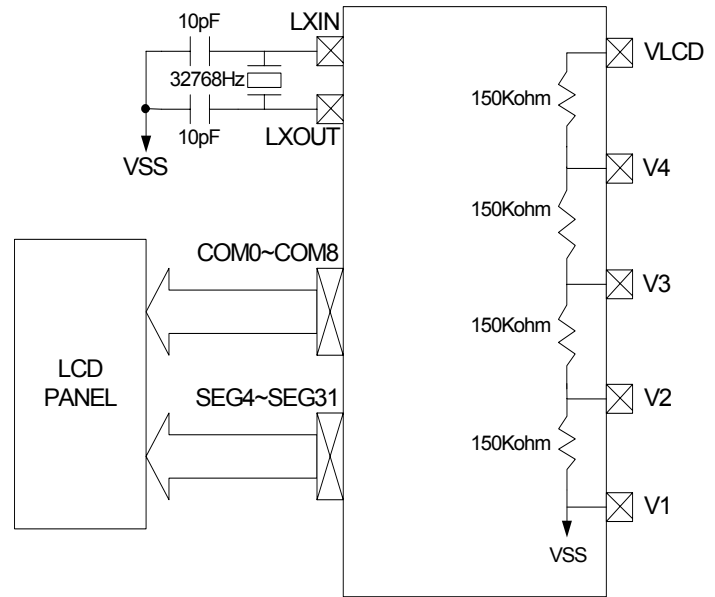 10pF
LXIN
32768Hz
LXOUT
10pF
VSS
VLCD
150Kohm
V4
150Kohm
V3
150Kohm
V2
150Kohm
V1
VSS
COM0~COM8
LCD
PANEL
SEG4~SEG31